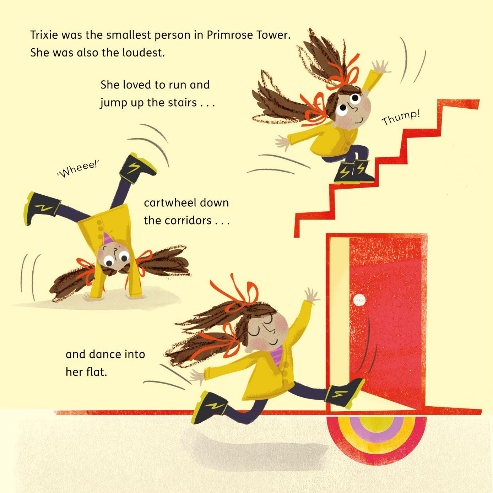 Trixie was the smallest person in Primrose Tower.
She was also the loudest.
She loved to run and
jump up the stairs . . .
Thump!
'Wheee!'
cartwheel down
the corridors . . .
and dance into
her flat.